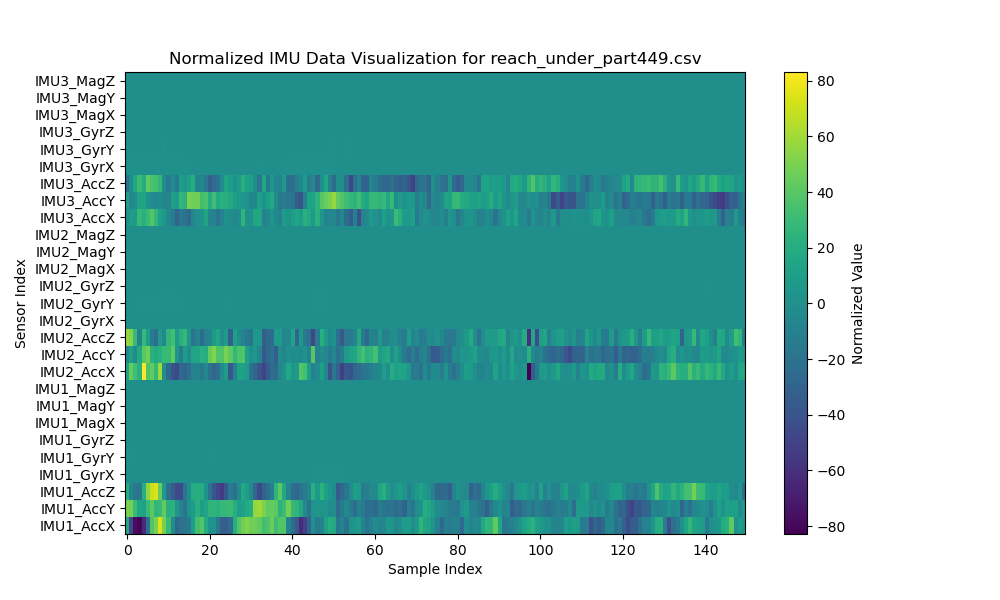 Normalized IMU Data Visualization for reach_under_part449.csv
IMU3_MagZ
IMU3_MagY
IMU3_MagX
IMU3_GyrZ
IMU3_GyrY
IMU3_GyrX
IMU3_AccZ
IMU3_AccY
IMU3_AccX
IMU2_MagZ
IMU2_MagY
IMU2_MagX
IMU2_GyrZ
IMU2_GyrY
IMU2_GyrX
IMU2_AccZ
IMU2_AccY
IMU2_AccX
IMU1_MagZ
IMU1_MagY
IMU1_MagX
IMU1_GyrZ
IMU1_GyrY
IMU1_GyrX
IMU1_AccZ
IMU1_AccY
IMU1_AccX
Sensor Index
0 20 40 60 80 100 120 140
Sample Index
80
60
40
20
0
−20
−40
−60
−80
Normalized Value